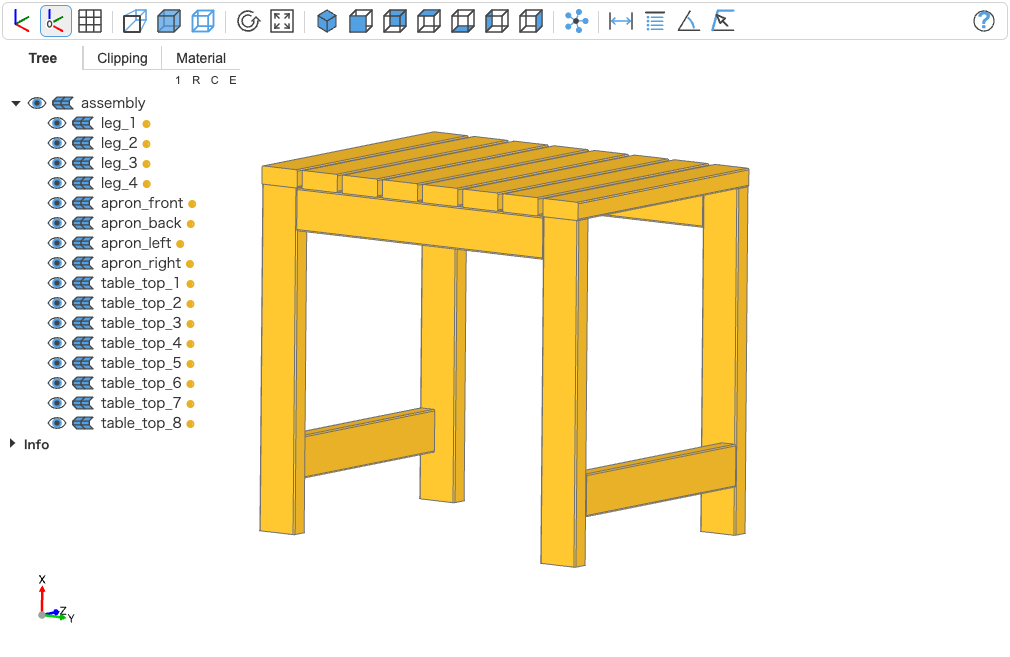 Tree Clipping Material
1 R C E
assembly
leg_1
leg_2
leg_3
leg_4
apron_front
apron_back
apron_left
apron_right
table_top_1
table_top_2
table_top_3
table_top_4
table_top_5
table_top_6
table_top_7
table_top_8
Info
X
Z
Y
?